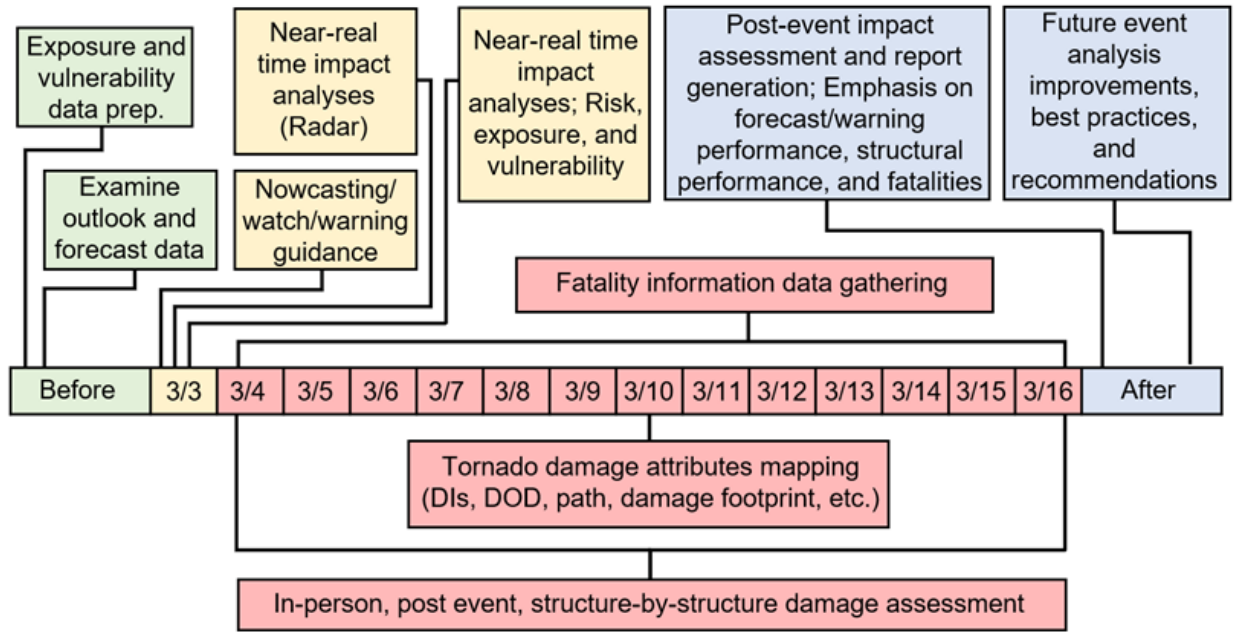 Exposure and
vulnerability
data prep.
Near-real
time impact
analyses
(Radar)
Near-real time
impact
analyses; Risk,
exposure, and
vulnerability
Post-event impact
assessment and report
generation; Emphasis on
forecast/warning
performance, structural
performance, and fatalities
Future event
analysis
improvements,
best practices,
and
recommendations
Examine
outlook and
forecast data
Nowcasting/
watch/warning
guidance
Fatality information data gathering
Before 3/3 3/4 3/5 3/6 3/7 3/8 3/9 3/10 3/11 3/12 3/13 3/14 3/15 3/16 After
Tornado damage attributes mapping
(DIs, DOD, path, damage footprint, etc.)
In-person, post event, structure-by-structure damage assessment